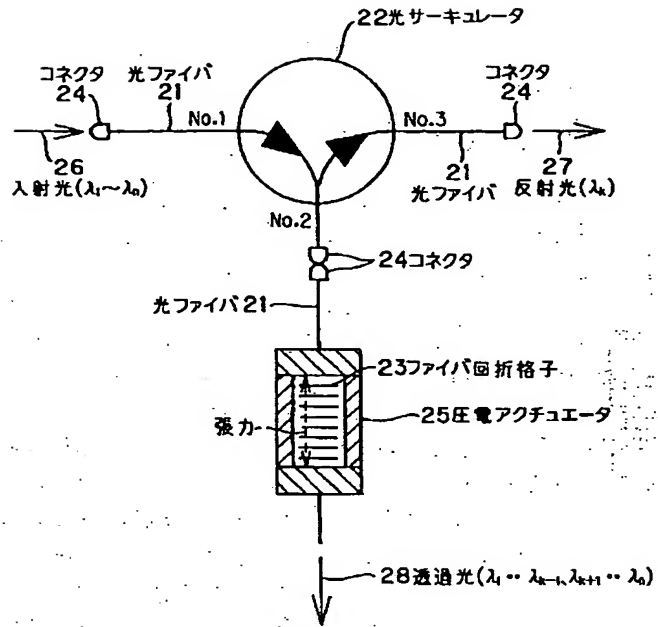 22光サーキュレータ
コネクタ
24
光ファイバ
21
コネクタ
24
No.1
No.3
26
入射光(λ₁~λₙ)
21
光ファイバ
27
反射光(λₖ)
No.2
24コネクタ
光ファイバ21
23ファイバ回折格子
張力
25圧電アクチュエータ
28透過光(λ₁‥λₖ₋₁、λₖ₊₁‥λₙ)